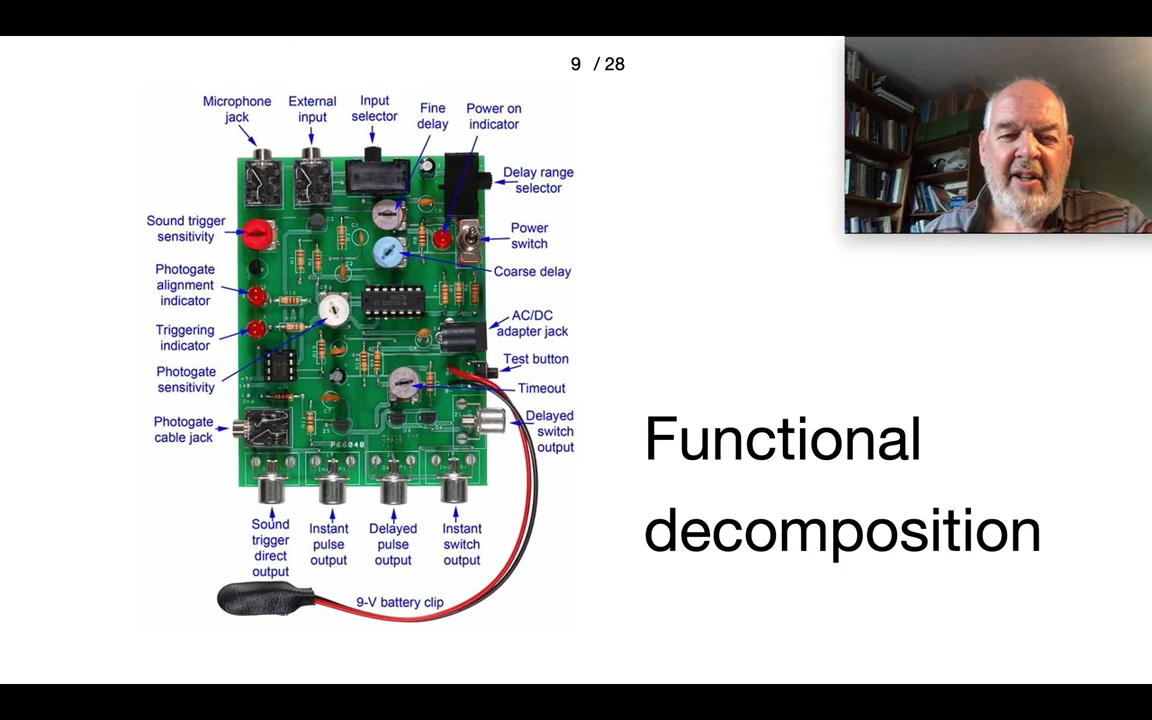 9 / 28
Microphone
jack
External
input
Input
selector
Fine
delay
Power on
indicator
Delay range
selector
Sound trigger
sensitivity
Power
switch
Coarse delay
Photogate
alignment
indicator
AC/DC
adapter jack
Triggering
indicator
Test button
Photogate
sensitivity
Timeout
Photogate
cable jack
Delayed
switch
output
P66048
Sound
trigger
direct
output
Instant
pulse
output
Delayed
pulse
output
Instant
switch
output
9-V battery clip
Functional
decomposition